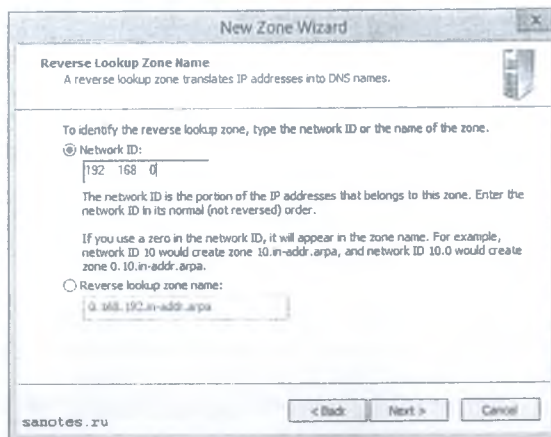 New Zone Wizard
Reverse Lookup Zone Name
A reverse lookup zone translates IP addresses into DNS names.
To identify the reverse lookup zone, type the network ID or the name of the zone.
Network ID:
192 168 0
The network ID is the portion of the IP addresses that belongs to this zone. Enter the
network ID in its normal (not reversed) order.
If you use a zero in the network ID, it will appear in the zone name. For example,
network ID 10 would create zone 10.in-addr.arpa, and network ID 10.0 would create
zone 0.10.in-addr.arpa.
Reverse lookup zone name:
0.168.192.in-addr.arpa
< Back Next > Cancel
sanotes.ru